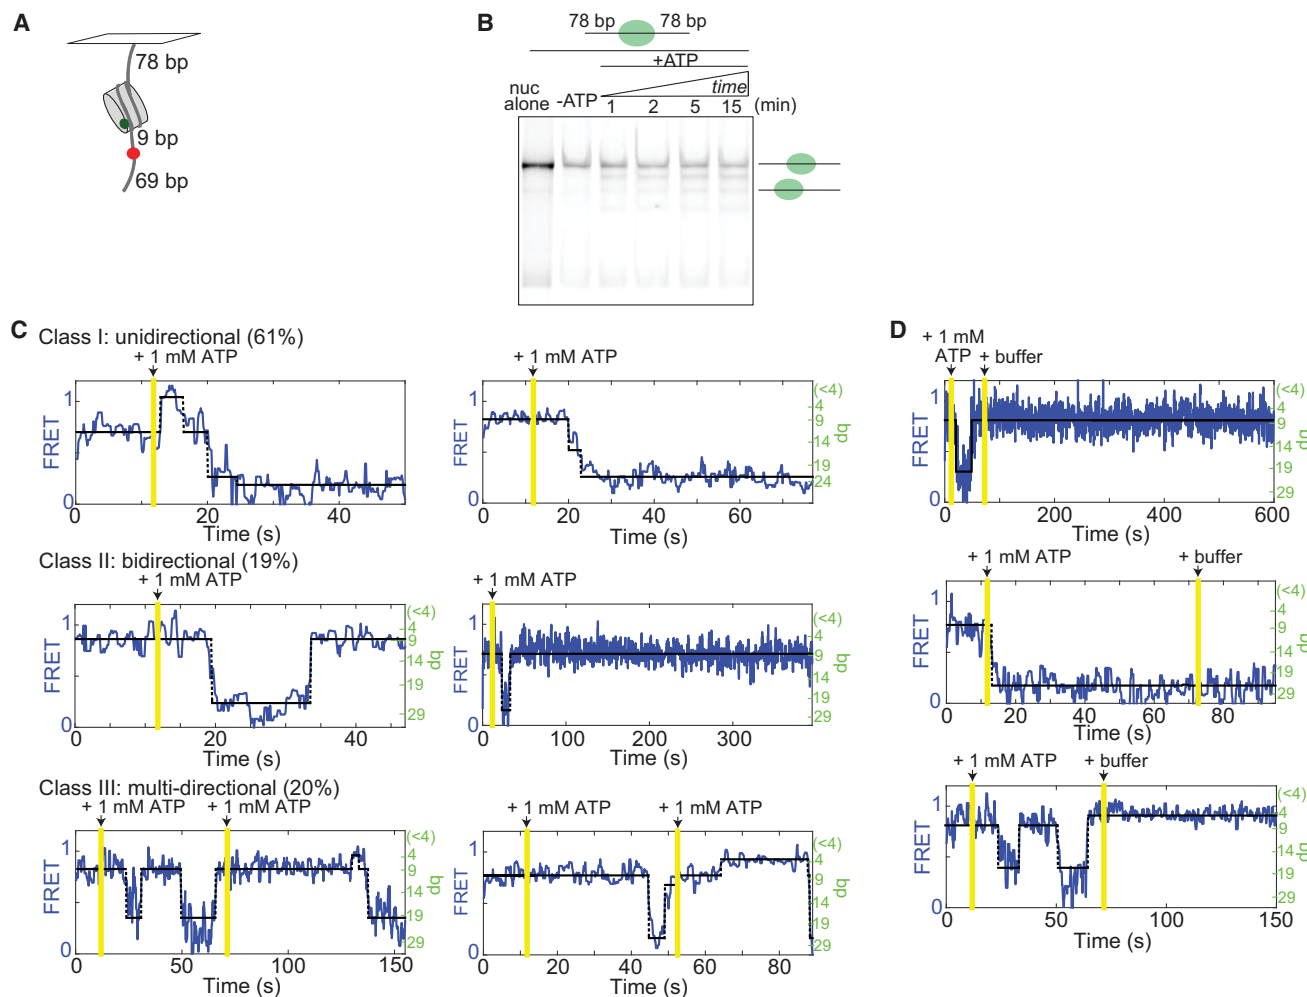 A
78 bp
9 bp
69 bp
B
78 bp 78 bp
+ATP
nuc alone -ATP time
1 2 5 15 (min)
C
Class I: unidirectional (61%)
+ 1 mM ATP
FRET
1
0
0 20 40
Time (s)
+ 1 mM ATP
FRET
1
0
(<4)
4
9
14
19
24
bp
0 20 40 60
Time (s)
Class II: bidirectional (19%)
+ 1 mM ATP
FRET
1
0
(<4)
4
9
14
19
29
bp
0 20 40
Time (s)
+ 1 mM ATP
FRET
1
0
(<4)
4
9
14
19
29
bp
0 100 200 300
Time (s)
Class III: multi-directional (20%)
+ 1 mM ATP + 1 mM ATP
FRET
1
0
(<4)
4
9
14
19
29
bp
0 50 100 150
Time (s)
+ 1 mM ATP + 1 mM ATP
FRET
1
0
(<4)
4
9
14
19
29
bp
0 20 40 60 80
Time (s)
D
+ 1 mM
ATP + buffer
FRET
1
0
(<4)
4
9
14
19
29
bp
0 200 400 600
Time (s)
+ 1 mM ATP + buffer
FRET
1
0
(<4)
4
9
14
19
29
bp
0 20 40 60 80
Time (s)
+ 1 mM ATP + buffer
FRET
1
0
(<4)
4
9
14
19
29
bp
0 50 100 150
Time (s)